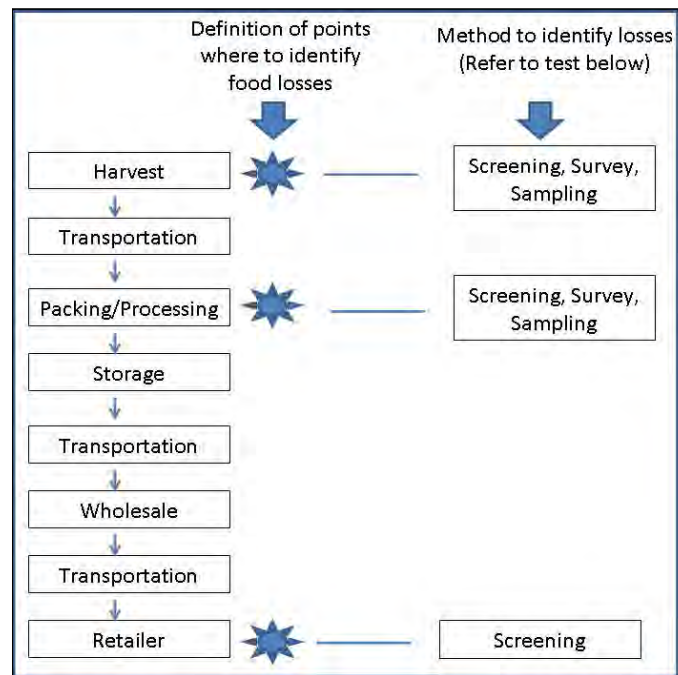 Definition of points
where to identify
food losses
Method to identify losses
(Refer to test below)
Harvest
Screening, Survey,
Sampling
Transportation
Packing/Processing
Screening, Survey,
Sampling
Storage
Transportation
Wholesale
Transportation
Retailer
Screening